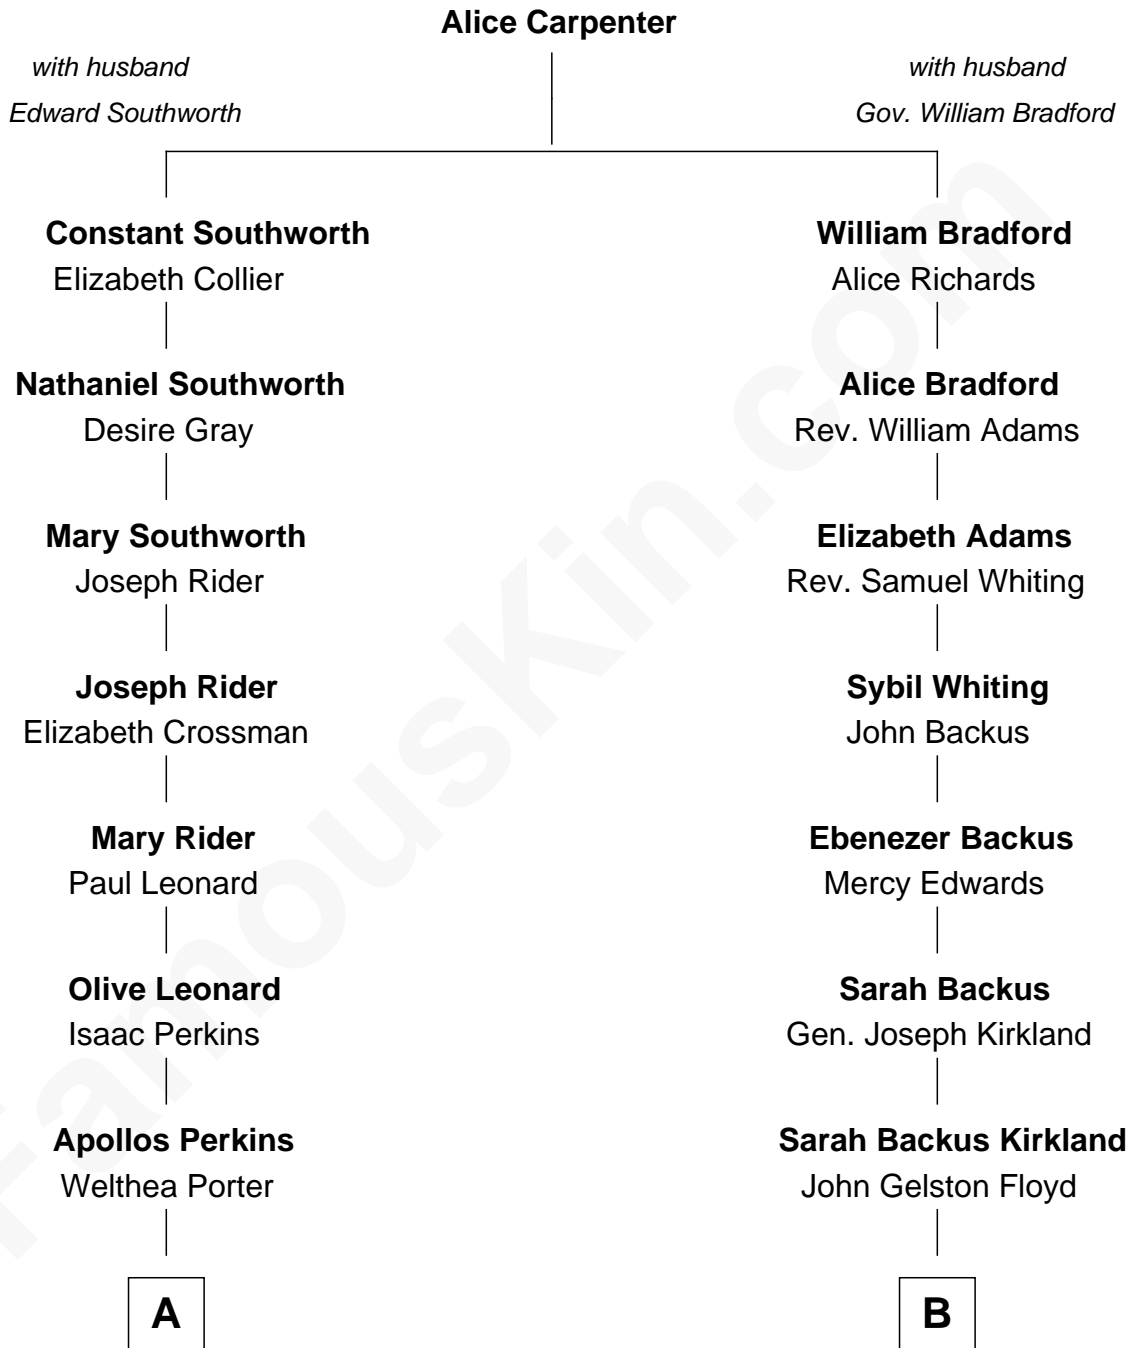 Alice Carpenter
with husband
Edward Southworth
with husband
Gov. William Bradford
Constant Southworth
Elizabeth Collier
William Bradford
Alice Richards
Nathaniel Southworth
Desire Gray
Alice Bradford
Rev. William Adams
Mary Southworth
Joseph Rider
Elizabeth Adams
Rev. Samuel Whiting
Joseph Rider
Elizabeth Crossman
Sybil Whiting
John Backus
Mary Rider
Paul Leonard
Ebenezer Backus
Mercy Edwards
Olive Leonard
Isaac Perkins
Sarah Backus
Gen. Joseph Kirkland
Apollos Perkins
Welthea Porter
Sarah Backus Kirkland
John Gelston Floyd
A
B
FamousKin.com